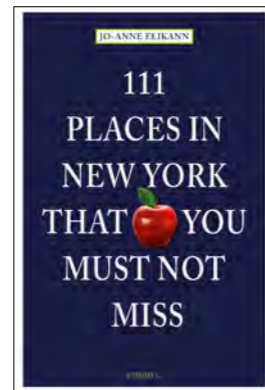 JO-ANNE ELIKANN
111
PLACES IN
NEW YORK
THAT YOU
MUST NOT
MISS